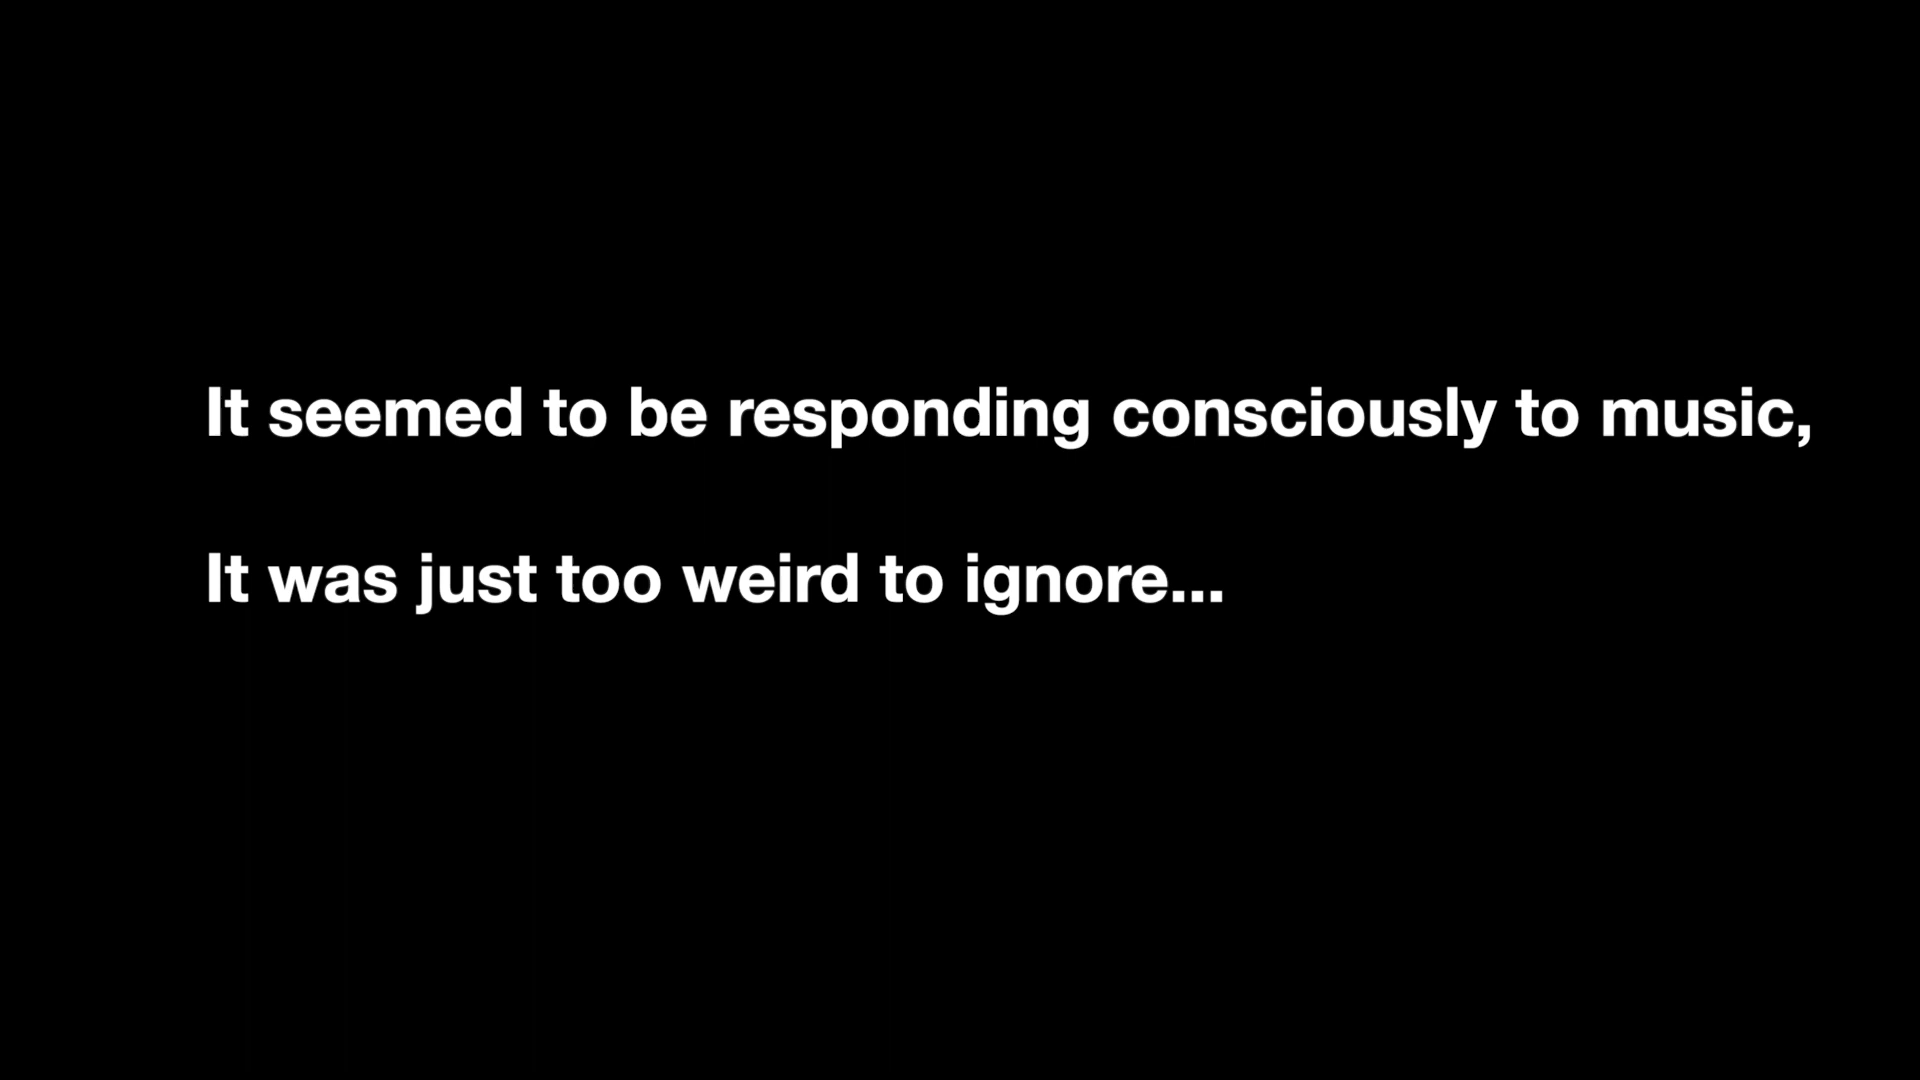 It seemed to be responding consciously to music,
It was just too weird to ignore...